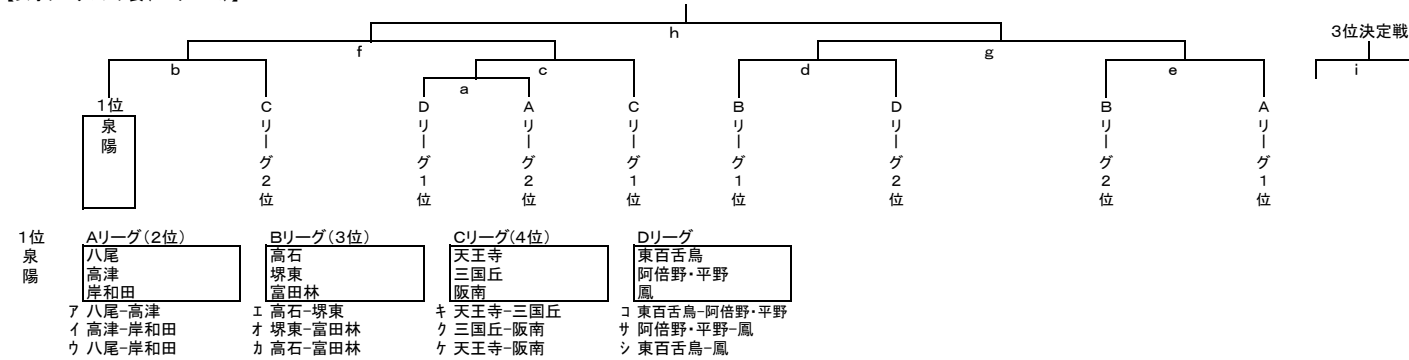 h
3位決定戦
f
g
b
c
d
e
i
a
1位
泉陽
Cリーグ2位
Dリーグ1位
Aリーグ2位
Cリーグ1位
Bリーグ1位
Dリーグ2位
Bリーグ2位
Aリーグ1位
1位
泉陽
Aリーグ(2位)
八尾
高津
岸和田
ア 八尾-高津
イ 高津-岸和田
ウ 八尾-岸和田
Bリーグ(3位)
高石
堺東
富田林
エ 高石-堺東
オ 堺東-富田林
カ 高石-富田林
Cリーグ(4位)
天王寺
三国丘
阪南
キ 天王寺-三国丘
ク 三国丘-阪南
ケ 天王寺-阪南
Dリーグ
東百舌鳥
阿倍野・平野
鳳
コ 東百舌鳥-阿倍野・平野
サ 阿倍野・平野-鳳
シ 東百舌鳥-鳳